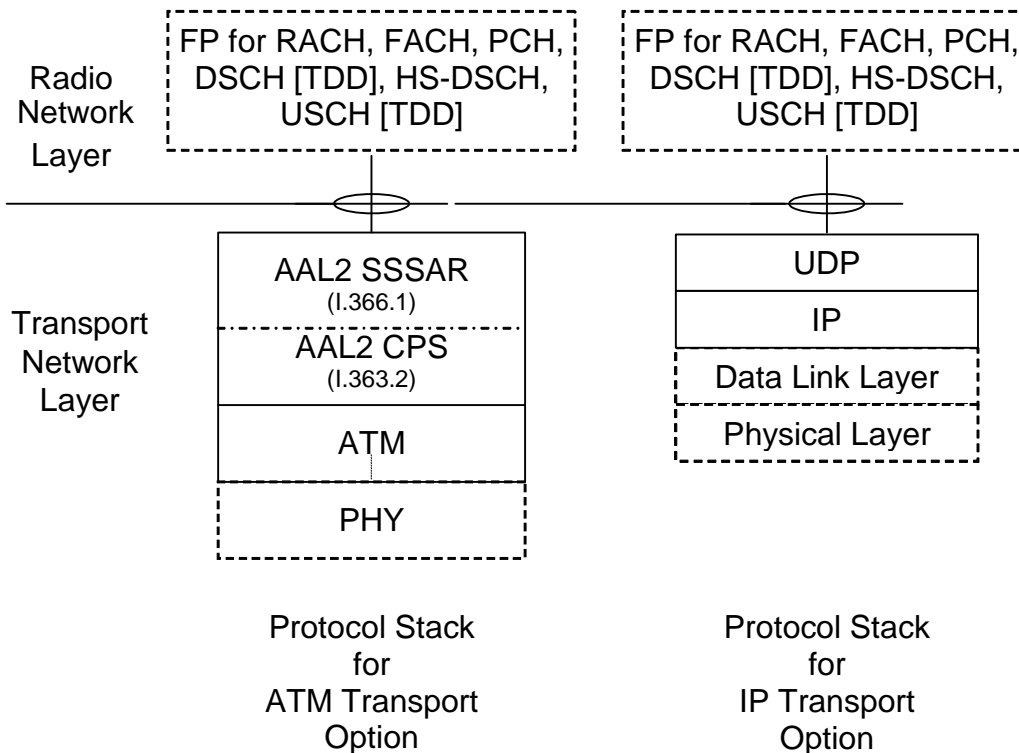 Radio
Network
Layer
FP for RACH, FACH, PCH,
DSCH [TDD], HS-DSCH,
USCH [TDD]
FP for RACH, FACH, PCH,
DSCH [TDD], HS-DSCH,
USCH [TDD]
Transport
Network
Layer
AAL2 SSSAR
(I.366.1)
AAL2 CPS
(I.363.2)
ATM
PHY
UDP
IP
Data Link Layer
Physical Layer
Protocol Stack
for
ATM Transport
Option
Protocol Stack
for
IP Transport
Option